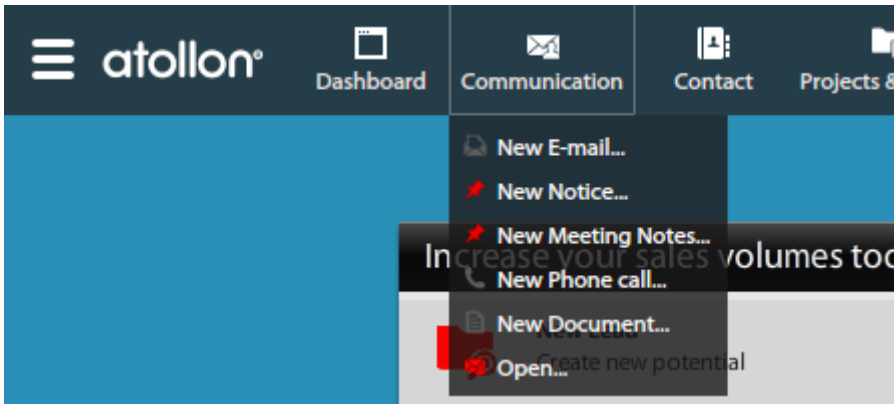 atollon
Dashboard
Communication
Contact
Projects &
New E-mail...
New Notice...
New Meeting Notes...
New Phone call...
New Document...
Open...
Increase your sales volumes too
New Lead
Create new potential